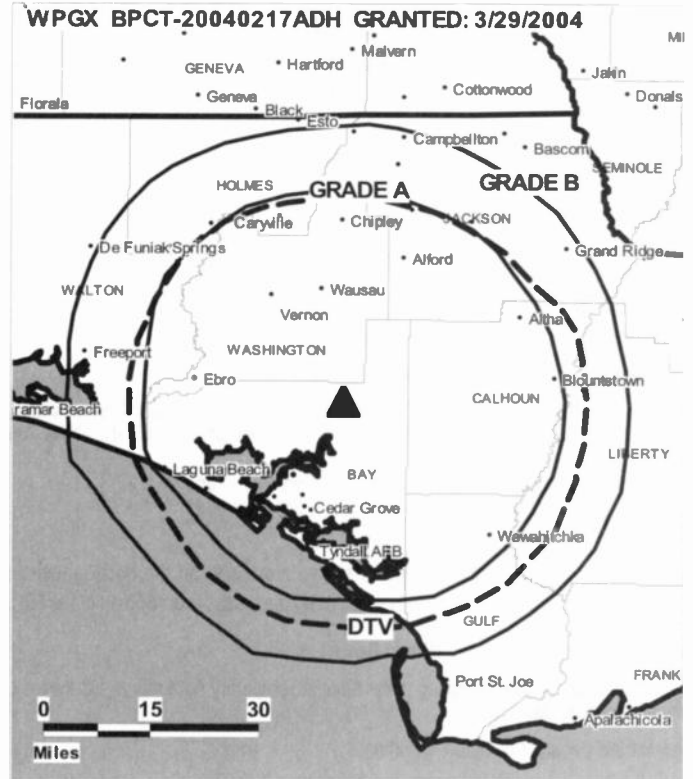 WPGX BPCT-20040217ADH GRANTED: 3/29/2004
Malvern
GENEVA
Hartford
Jakin
Geneva
Cottonwood
Donals
Florala
Black
Esto
Campbellton
Bascom
SEMINOLE
HOLMES
GRADE A
GRADE B
Caryville
Chipley
JACKSON
De Funiak Springs
Alford
Grand Ridge
WALTON
Wausau
Vernon
Altha
Freeport
WASHINGTON
Ebro
Blountstown
CALHOUN
ramar Beach
LIBERTY
Laguna Beach
BAY
Cedar Grove
Wewahitchka
Tyndall AFB
DTV
GULF
Port St. Joe
FRANK
Apalachicola
0 15 30
Miles